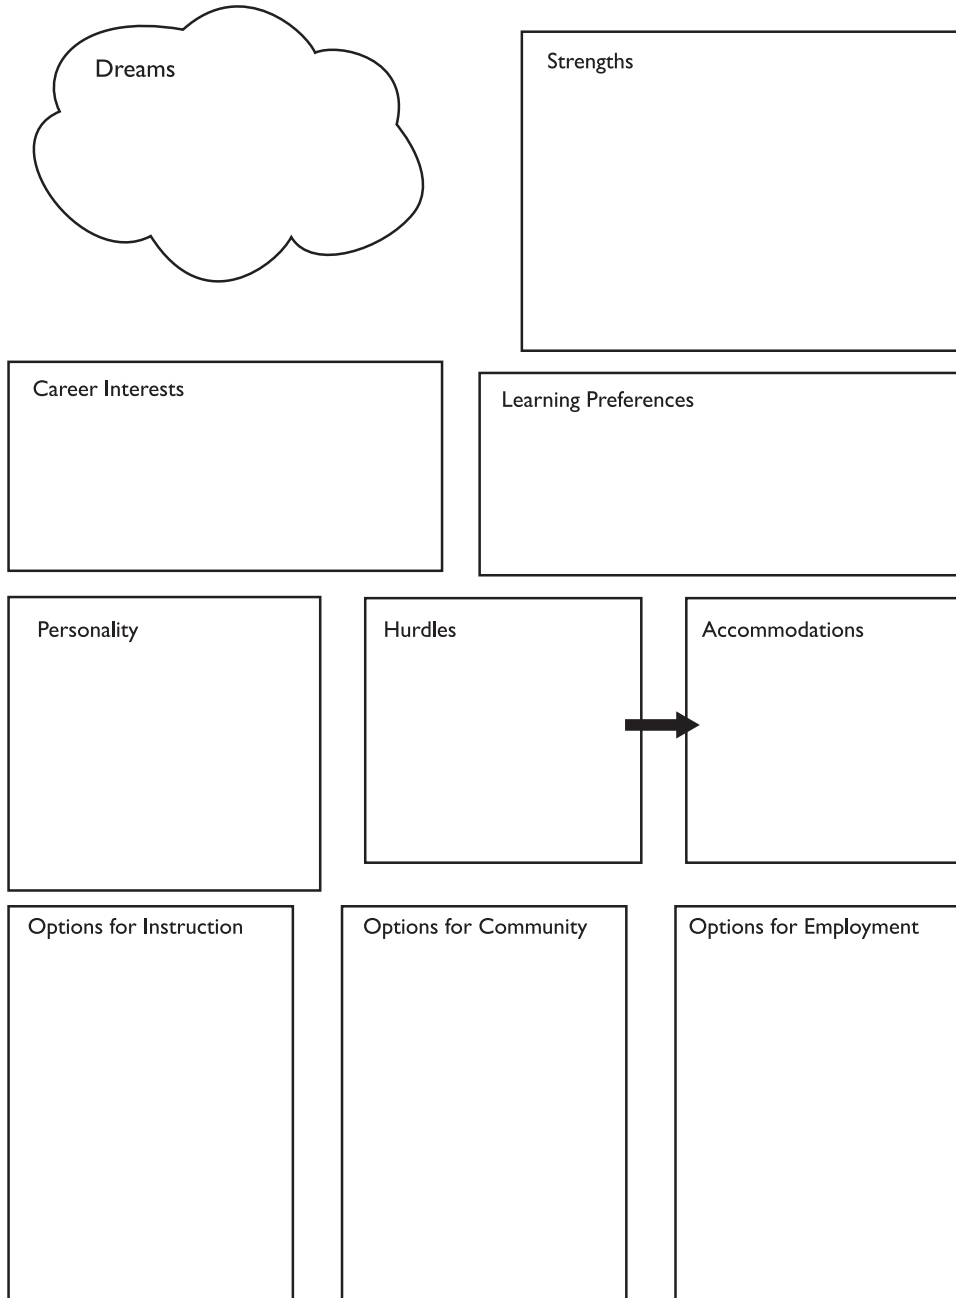 Dreams
Strengths
Career Interests
Learning Preferences
Personality
Hurdles
Accommodations
Options for Instruction
Options for Community
Options for Employment